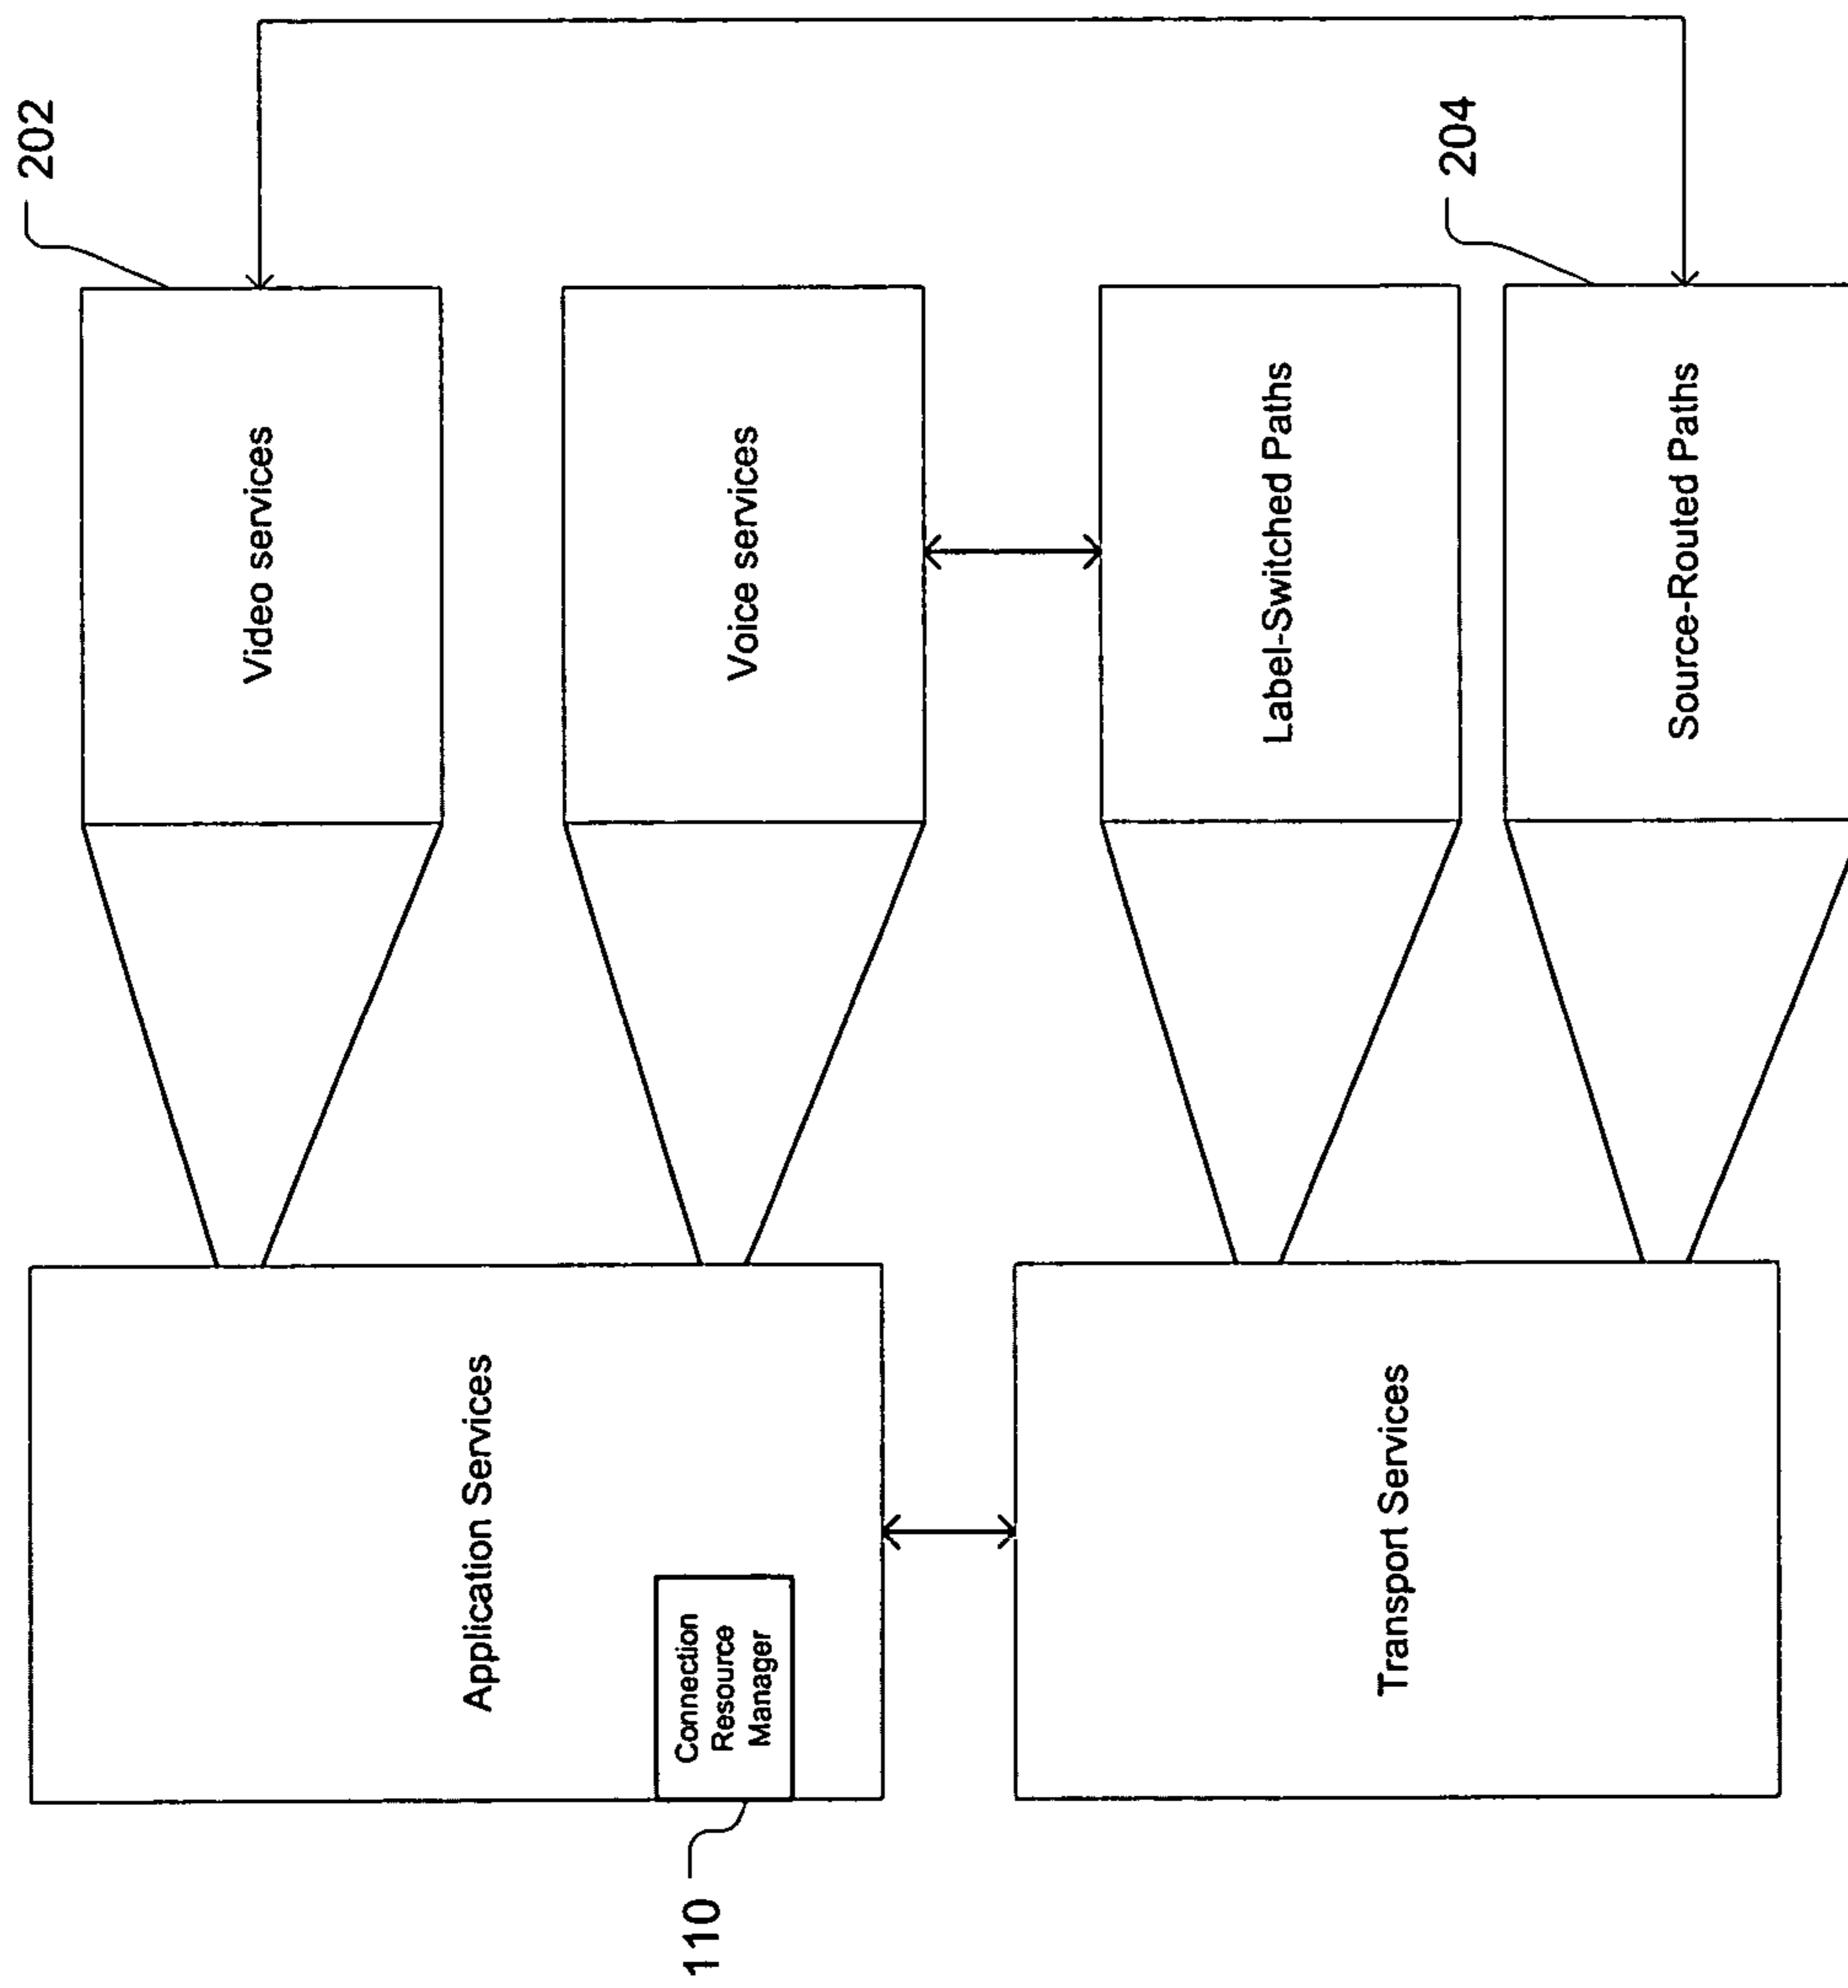 202
204
Video services
Voice services
Label-Switched Paths
Source-Routed Paths
Application Services
Connection
Resource
Manager
Transport Services
110